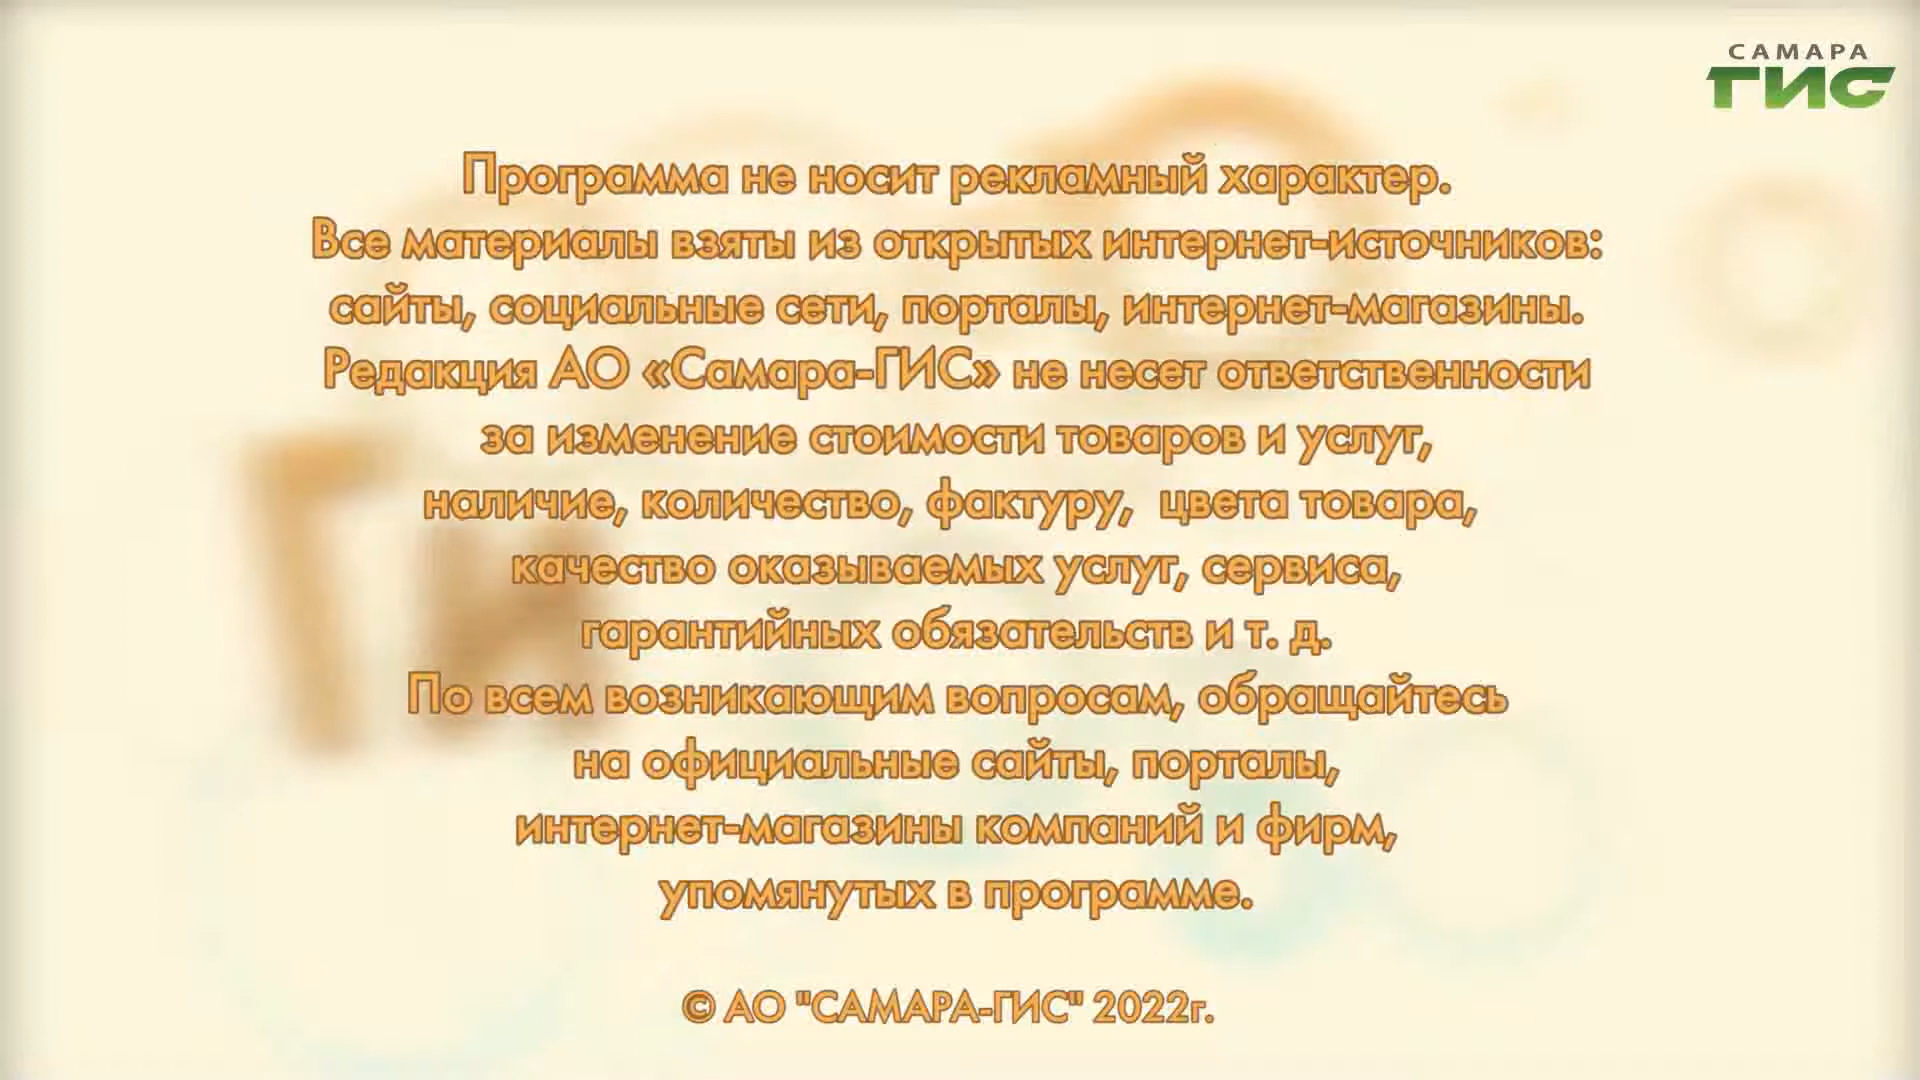 САМАРА
ГИС
Программа не носит рекламный характер.
Все материалы взяты из открытых интернет-источников:
сайты, социальные сети, порталы, интернет-магазины.
Редакция АО «Самара-ГИС» не несет ответственности
за изменение стоимости товаров и услуг,
наличие, количество, фактуру, цвета товара,
качество оказываемых услуг, сервиса,
гарантийных обязательств и т. д.
По всем возникающим вопросам, обращайтесь
на официальные сайты, порталы,
интернет-магазины компаний и фирм,
упомянутых в программе.
© АО "САМАРА-ГИС" 2022г.